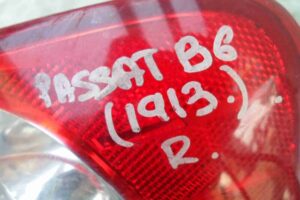 PASSAT B6
(1913.)
R.